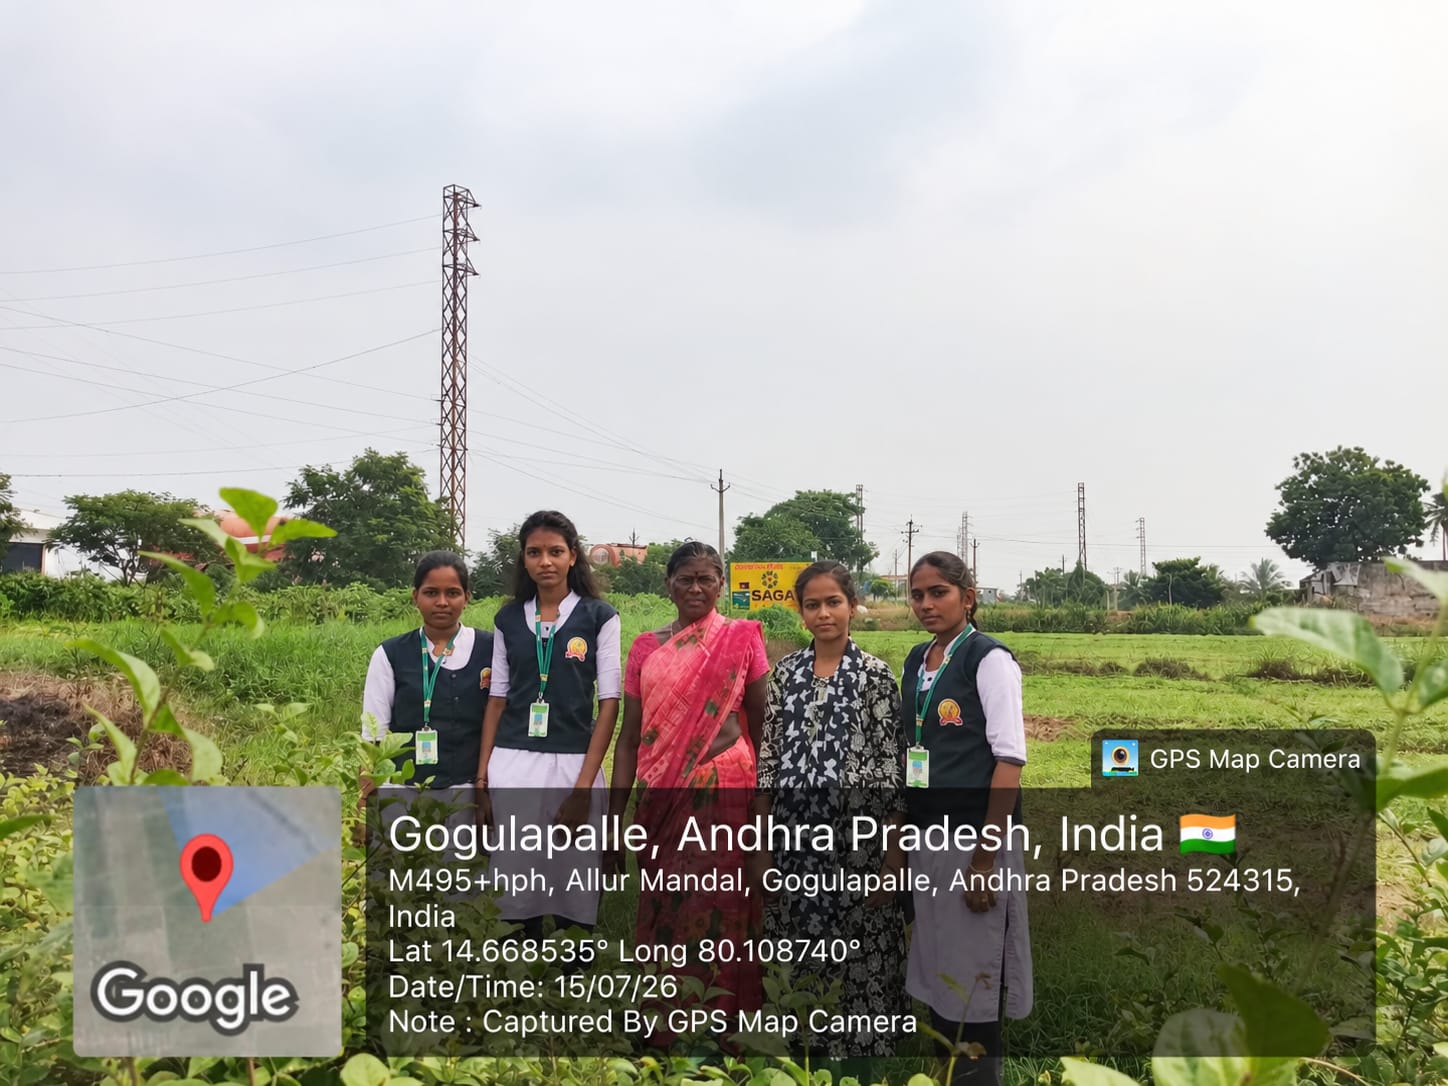 SAGA
GPS Map Camera
Gogulapalle, Andhra Pradesh, India
M495+hph, Allur Mandal, Gogulapalle, Andhra Pradesh 524315,
India
Lat 14.668535° Long 80.108740°
Date/Time: 15/07/26
Note : Captured By GPS Map Camera
Google